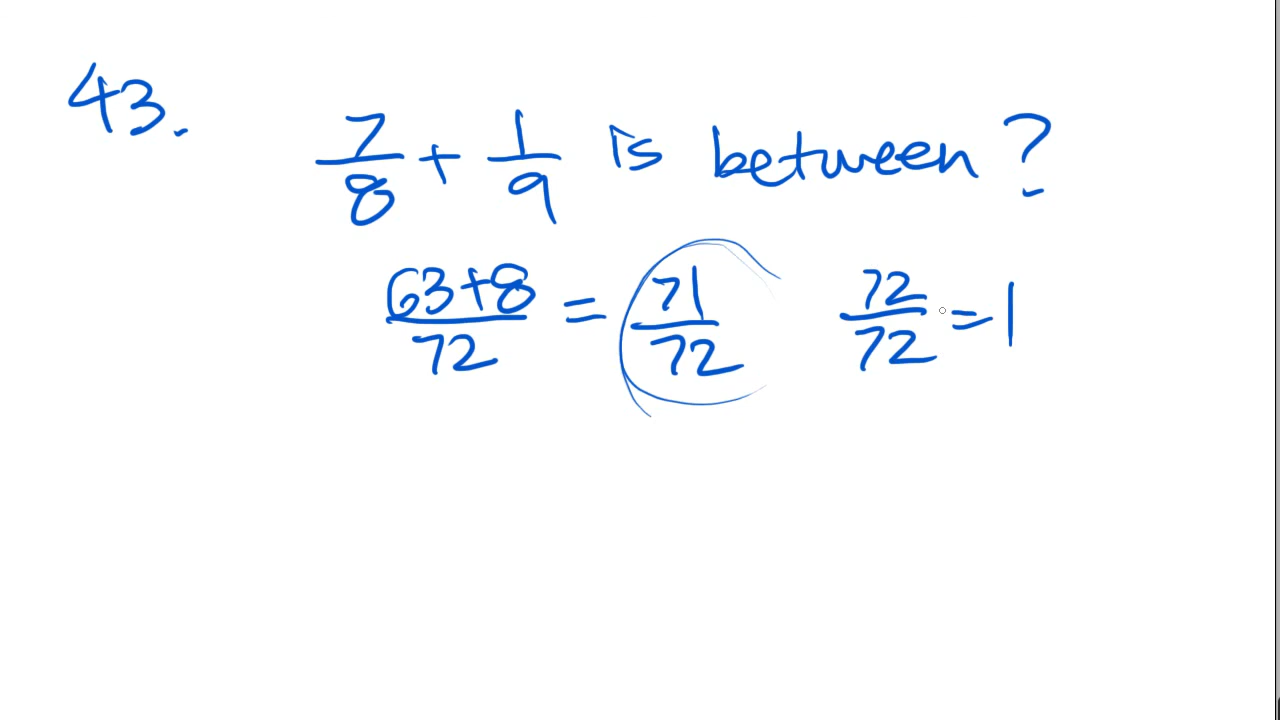 43.
7/8 + 1/9 is between?
63+8/72 = 71/72 72/72 = 1